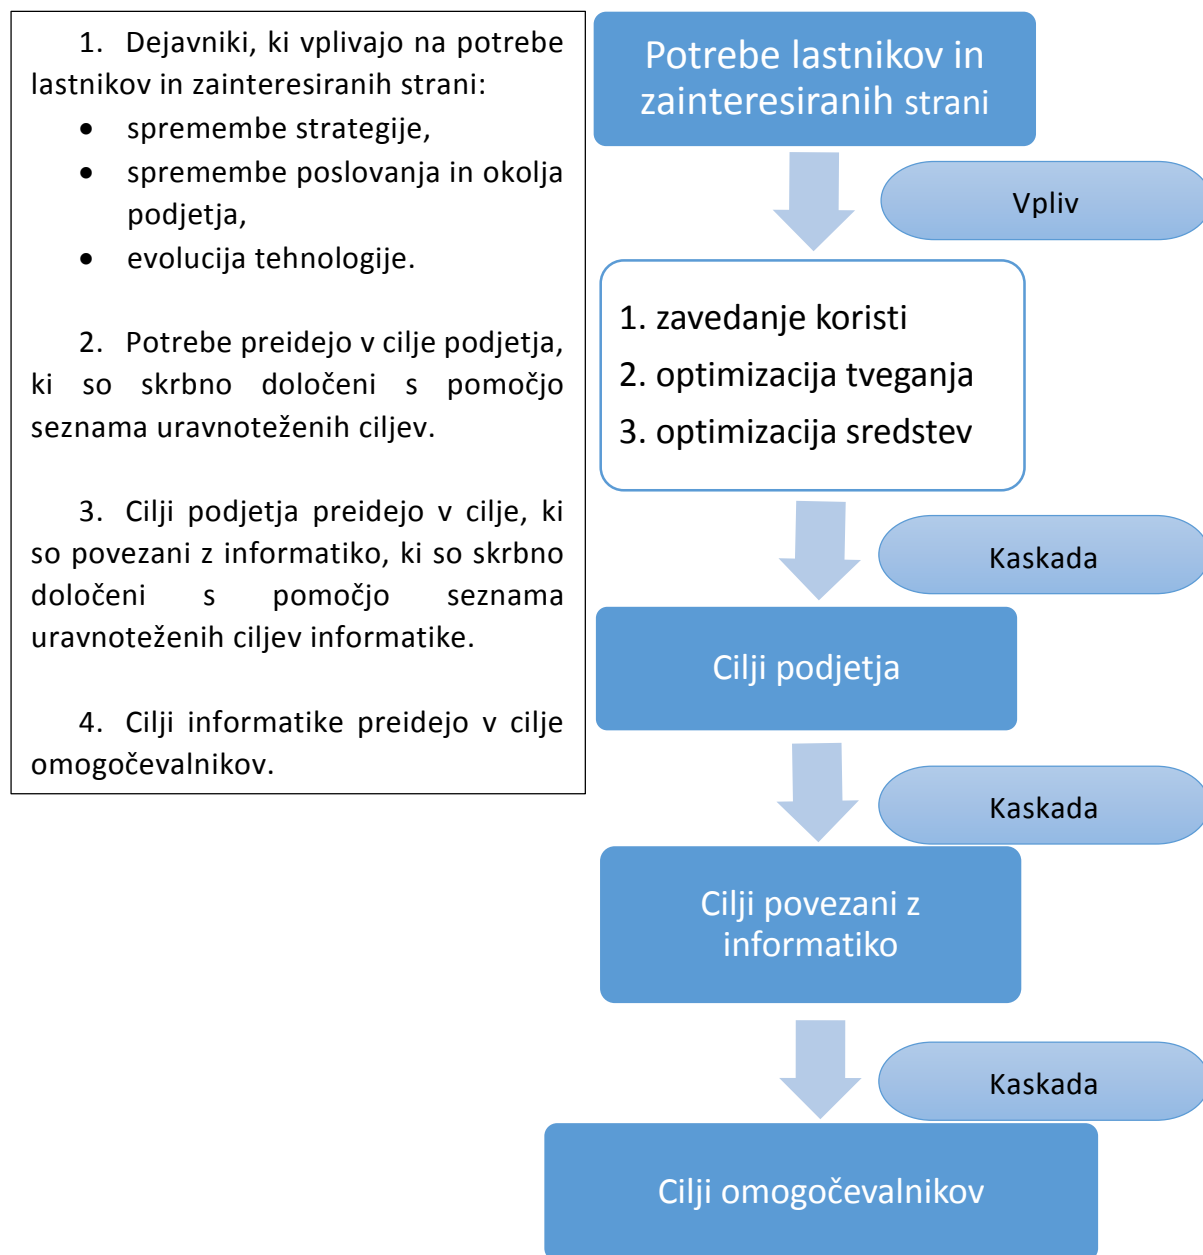 1. Dejavniki, ki vplivajo na potrebe
lastnikov in zainteresiranih strani:
• spremembe strategije,
• spremembe poslovanja in okolja
podjetja,
• evolucija tehnologije.
2. Potrebe preidejo v cilje podjetja,
ki so skrbno določeni s pomočjo
seznama uravnoteženih ciljev.
3. Cilji podjetja preidejo v cilje, ki
so povezani z informatiko, ki so skrbno
določeni s pomočjo seznama
uravnoteženih ciljev informatike.
4. Cilji informatike preidejo v cilje
omogočevalnikov.
Potrebe lastnikov in
zainteresiranih strani
Vpliv
1. zavedanje koristi
2. optimizacija tveganja
3. optimizacija sredstev
Kaskada
Cilji podjetja
Kaskada
Cilji povezani z
informatiko
Kaskada
Cilji omogočevalnikov